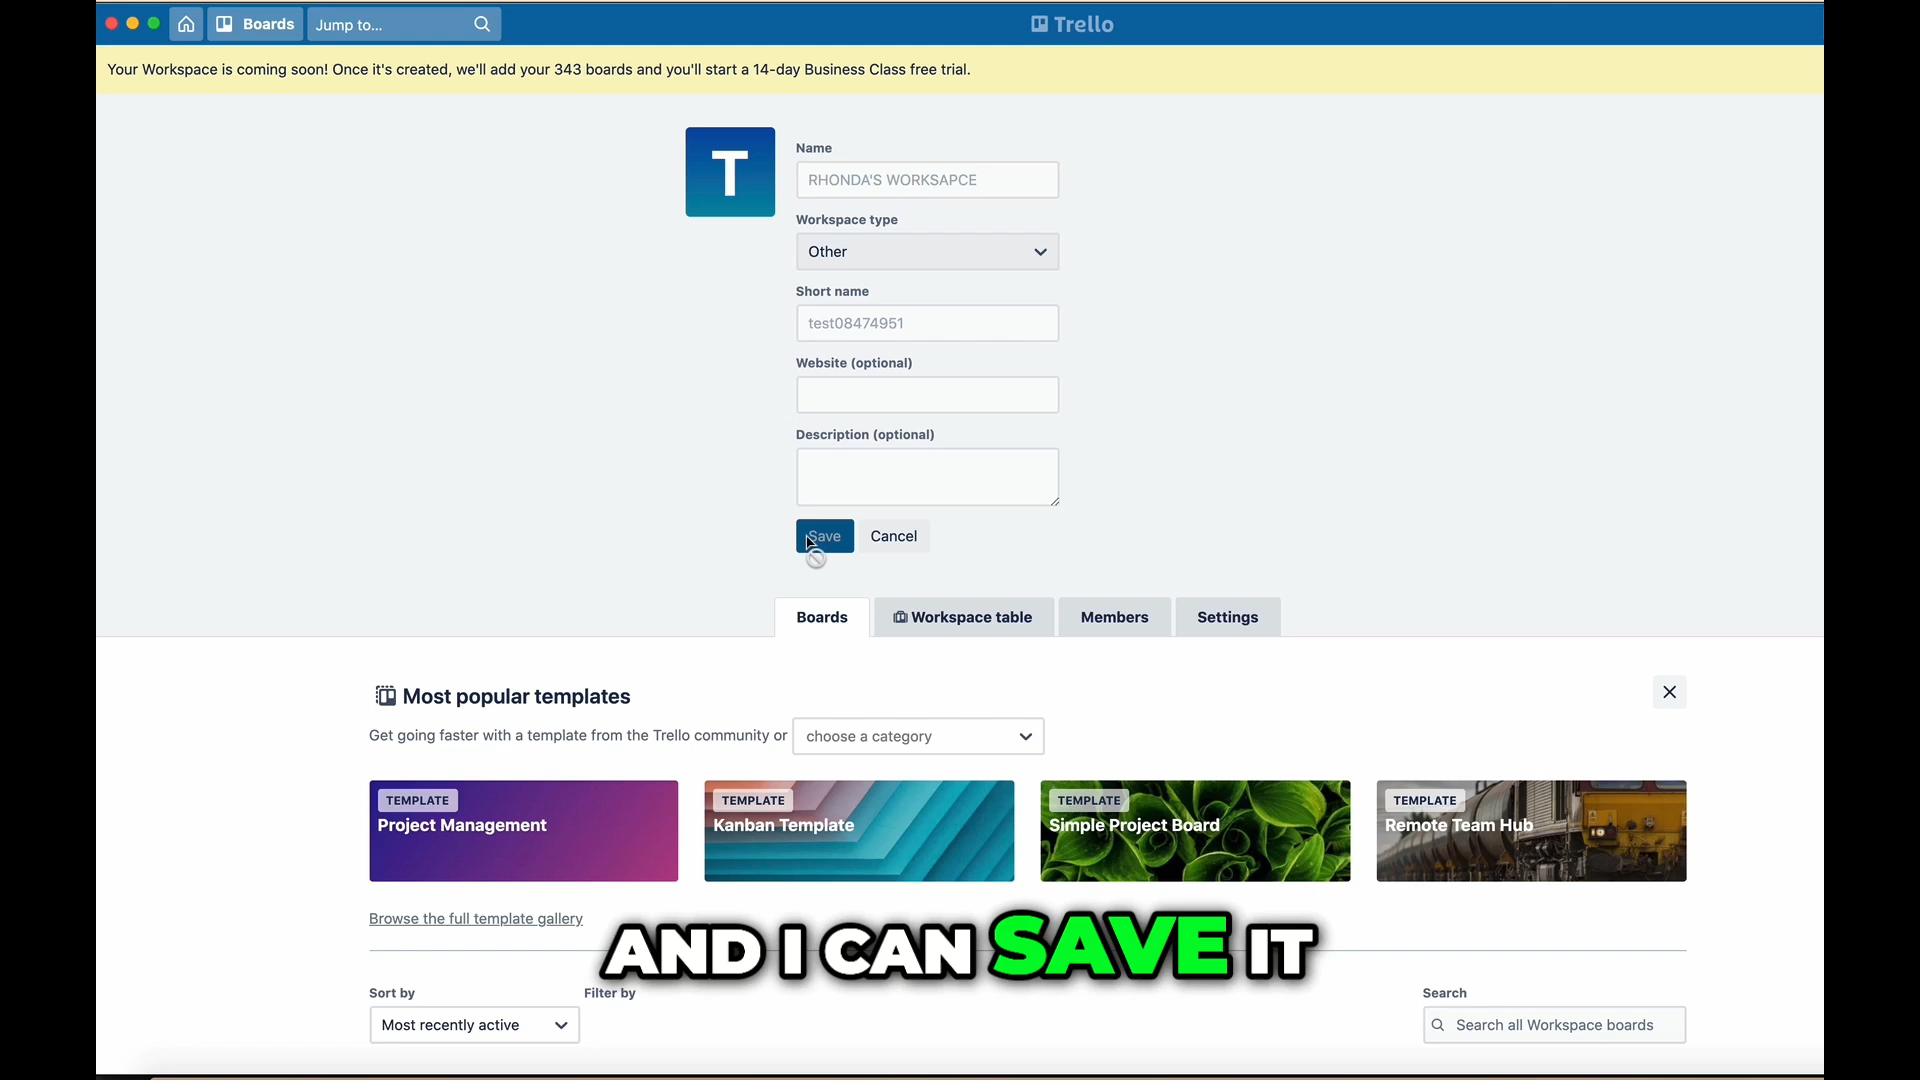 Boards
Jump to...
Trello
Your Workspace is coming soon! Once it's created, we'll add your 343 boards and you'll start a 14-day Business Class free trial.
T
Name
RHONDA'S WORKSAPCE
Workspace type
Other
Short name
test08474951
Website (optional)
Description (optional)
Save
Cancel
Boards
Workspace table
Members
Settings
Most popular templates
Get going faster with a template from the Trello community or
choose a category
TEMPLATE
Project Management
TEMPLATE
Kanban Template
TEMPLATE
Simple Project Board
TEMPLATE
Remote Team Hub
Browse the full template gallery
AND I CAN SAVE IT
Sort by
Filter by
Search
Most recently active
Search all Workspace boards